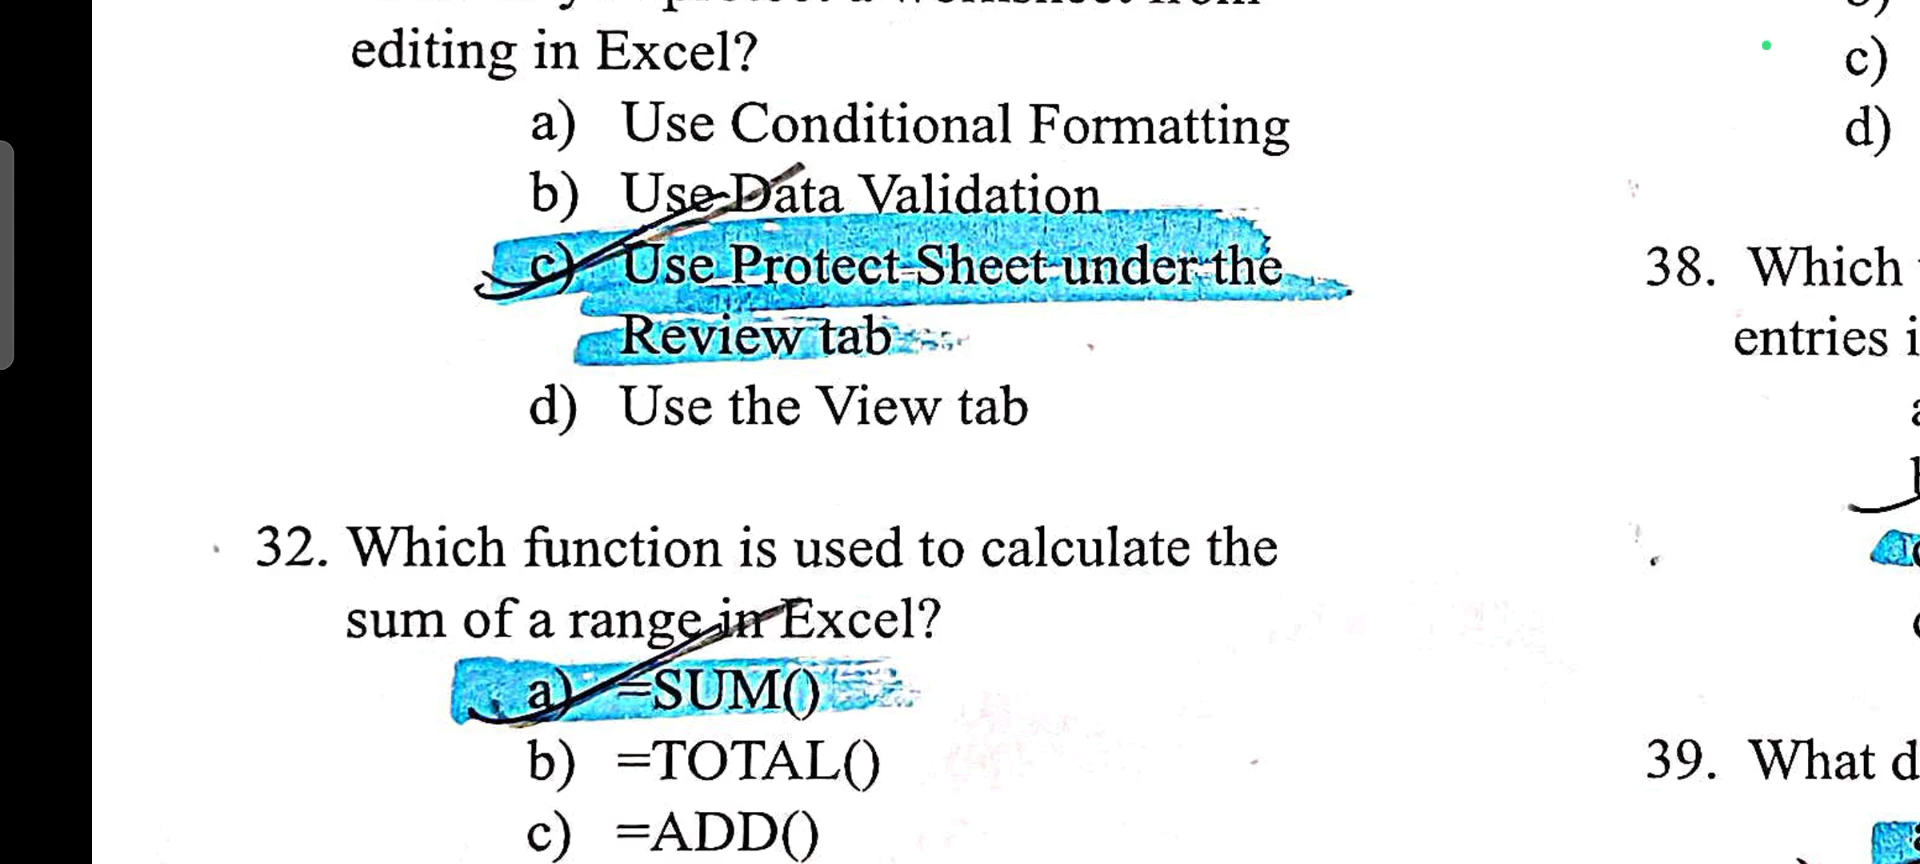 editing in Excel?
a) Use Conditional Formatting
b) Use Data Validation
c) Use Protect Sheet under the
Review tab
d) Use the View tab
32. Which function is used to calculate the
sum of a range in Excel?
a) =SUM()
b) =TOTAL()
c) =ADD()
c)
d)
38. Which
entries
39. What